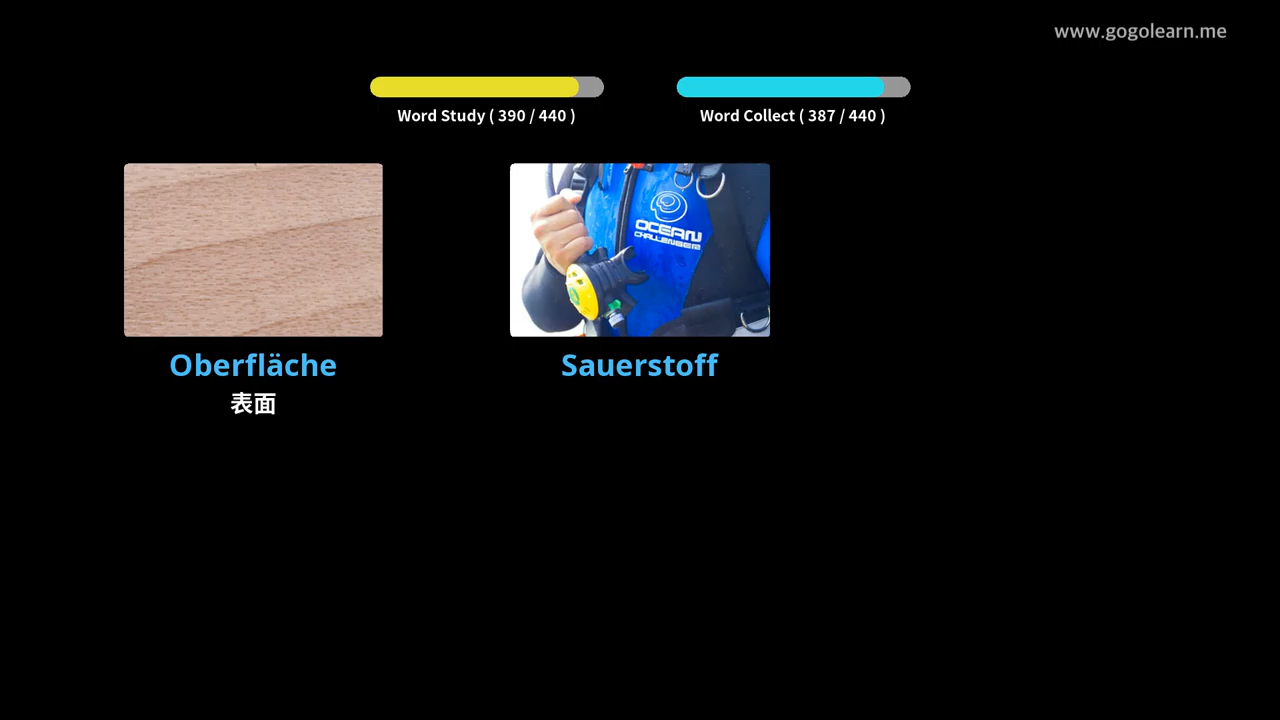 www.gogolearn.me
Word Study ( 390 / 440 )
Word Collect ( 387 / 440 )
OCEAN
CHALLENGER
Oberfläche
Sauerstoff
表面